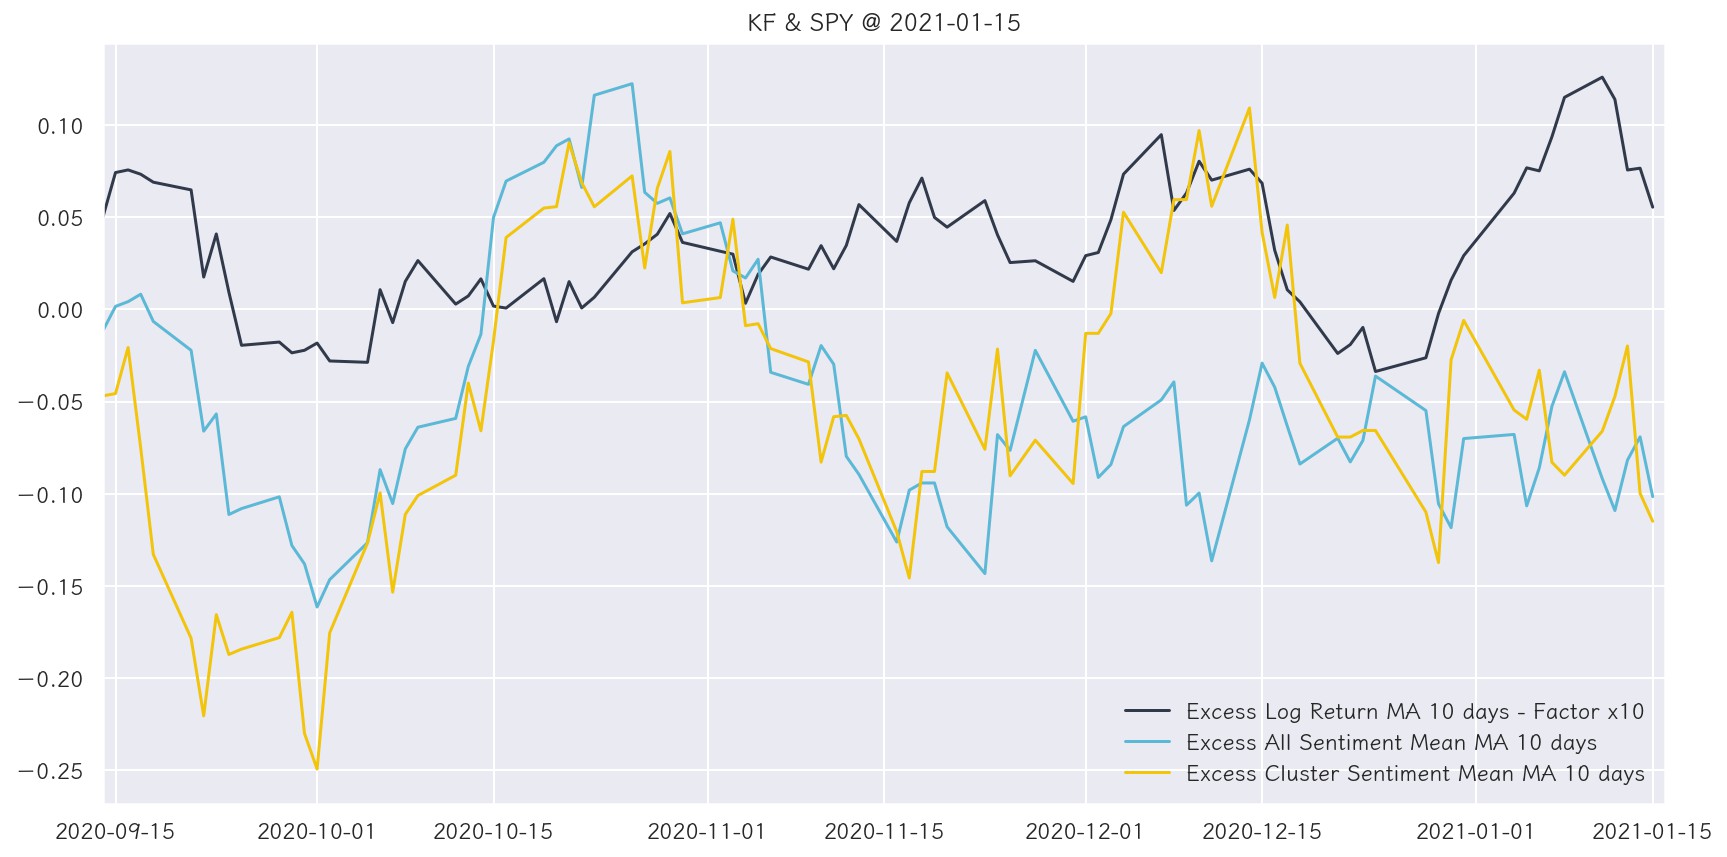 KF & SPY @ 2021-01-15
0.10
0.05
0.00
−0.05
−0.10
−0.15
−0.20
−0.25
Excess Log Return MA 10 days - Factor x10
Excess All Sentiment Mean MA 10 days
Excess Cluster Sentiment Mean MA 10 days
2020-09-15 2020-10-01 2020-10-15 2020-11-01 2020-11-15 2020-12-01 2020-12-15 2021-01-01 2021-01-15